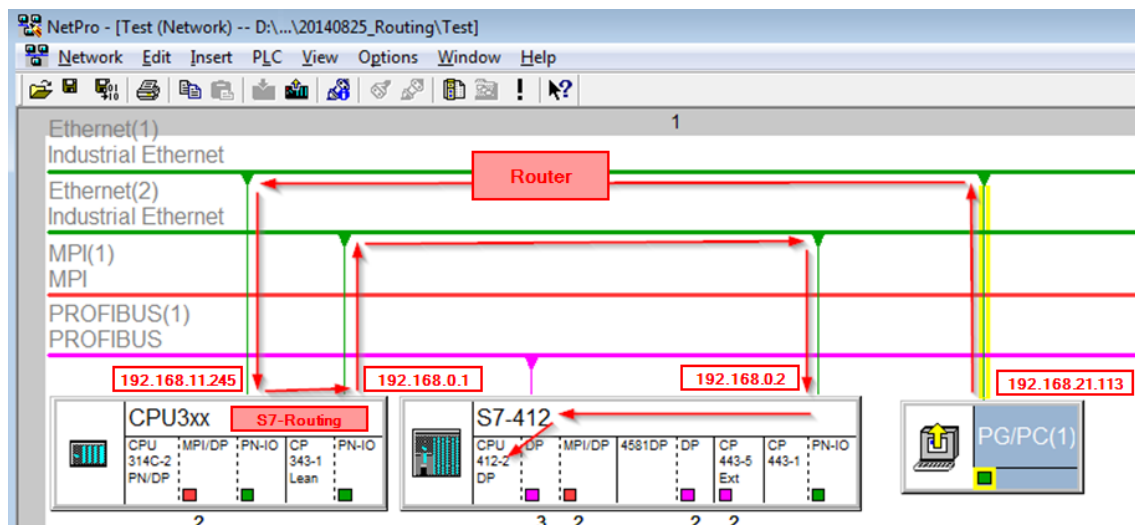 NetPro - [Test (Network) -- D:\...\20140825_Routing\Test]
Network Edit Insert PLC View Options Window Help
1
Ethernet(1)
Industrial Ethernet
Router
Ethernet(2)
Industrial Ethernet
MPI(1)
MPI
PROFIBUS(1)
PROFIBUS
192.168.11.245
192.168.0.1
192.168.0.2
192.168.21.113
CPU3xx
S7-Routing
CPU
314C-2
PN/DP
MPI/DP
PN-IO
CP
343-1
Lean
PN-IO
2
S7-412
CPU
412-2
DP
DP
MPI/DP
4581DP
DP
CP
443-5
Ext
CP
443-1
PN-IO
3 2 2 2
PG/PC(1)